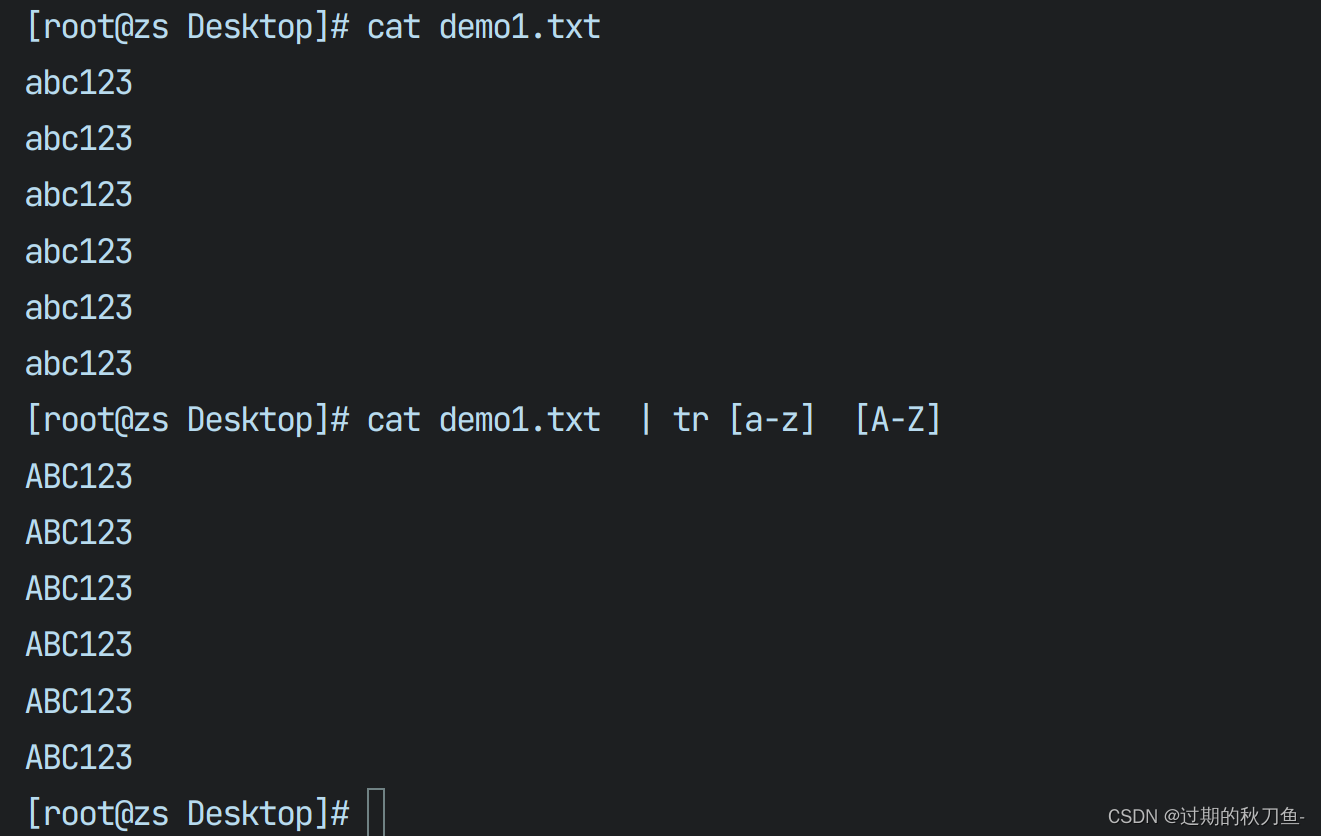 [root@zs Desktop]# cat demo1.txt
abc123
abc123
abc123
abc123
abc123
abc123
[root@zs Desktop]# cat demo1.txt  | tr [a-z]  [A-Z]
ABC123
ABC123
ABC123
ABC123
ABC123
ABC123
[root@zs Desktop]#
CSDN @过期的秋刀鱼-